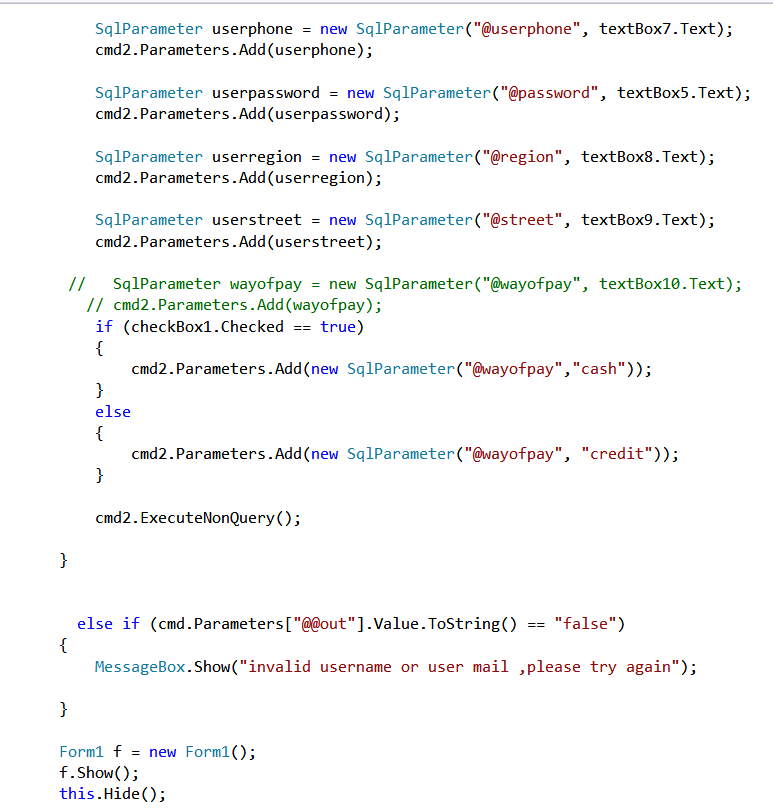 SqlParameter userphone = new SqlParameter("@userphone", textBox7.Text);
cmd2.Parameters.Add(userphone);
SqlParameter userpassword = new SqlParameter("@password", textBox5.Text);
cmd2.Parameters.Add(userpassword);
SqlParameter userregion = new SqlParameter("@region", textBox8.Text);
cmd2.Parameters.Add(userregion);
SqlParameter userstreet = new SqlParameter("@street", textBox9.Text);
cmd2.Parameters.Add(userstreet);
//   SqlParameter wayofpay = new SqlParameter("@wayofpay", textBox10.Text);
// cmd2.Parameters.Add(wayofpay);
if (checkBox1.Checked == true)
{
cmd2.Parameters.Add(new SqlParameter("@wayofpay","cash"));
}
else
{
cmd2.Parameters.Add(new SqlParameter("@wayofpay", "credit"));
}
cmd2.ExecuteNonQuery();
}
else if (cmd.Parameters["@@out"].Value.ToString() == "false")
{
MessageBox.Show("invalid username or user mail ,please try again");
}
Form1 f = new Form1();
f.Show();
this.Hide();